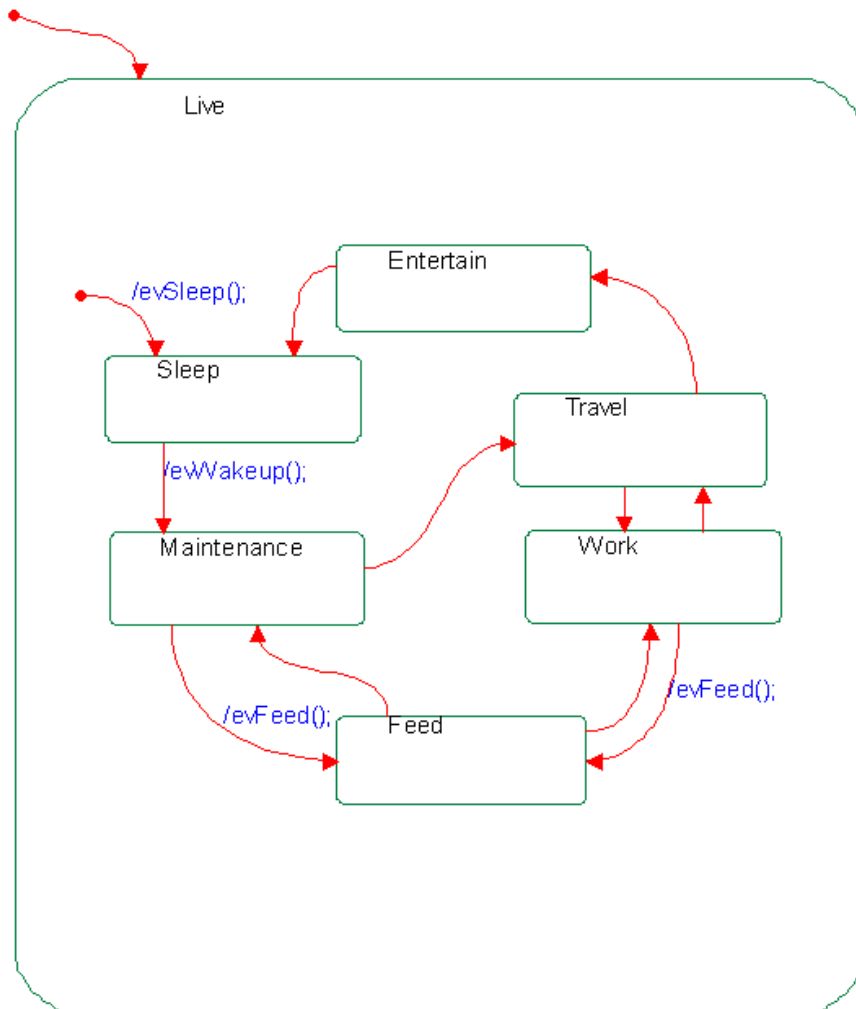 Live
Entertain
/evSleep();
Sleep
Travel
/evWakeup();
Maintenance
Work
/evFeed();
/evFeed();
Feed